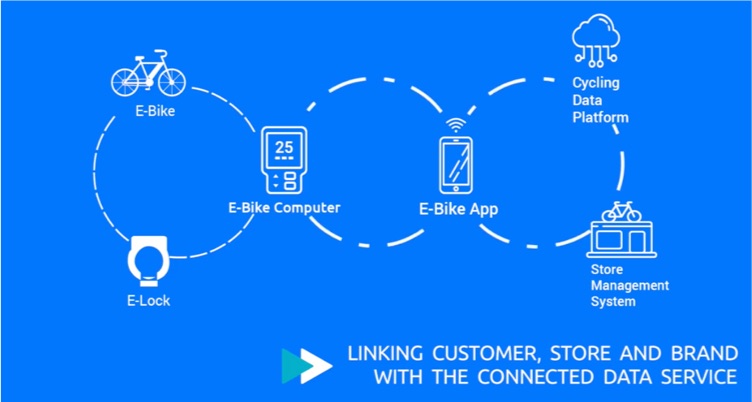 E-Bike
25
E-Bike Computer
E-Bike App
Cycling
Data
Platform
E-Lock
Store
Management
System
LINKING CUSTOMER, STORE AND BRAND
WITH THE CONNECTED DATA SERVICE